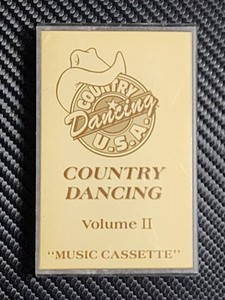 COUNTRY
Dancing
U.S.A.
COUNTRY
DANCING
Volume II
"MUSIC CASSETTE"